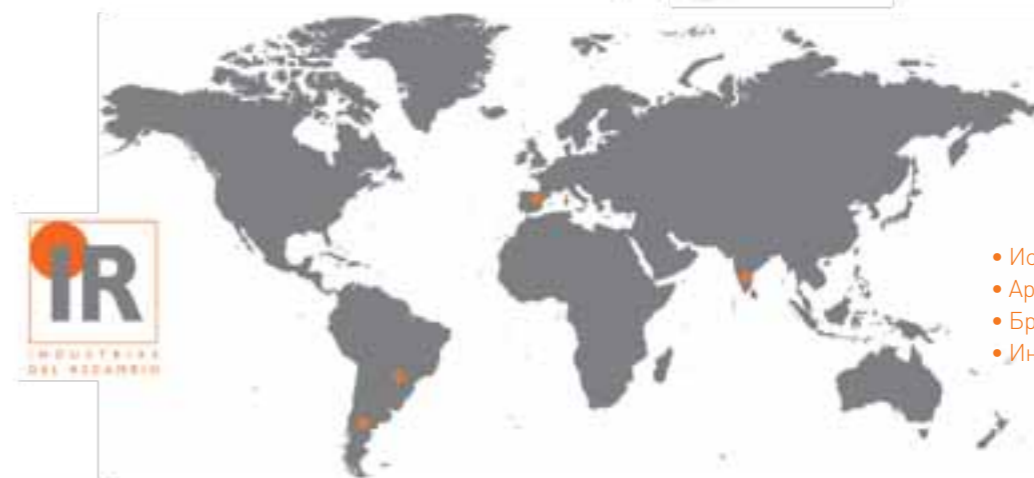 IR
INDUSTRIAS
DEL RECAMBIO
• Ис
• Ар
• Бр
• Ин